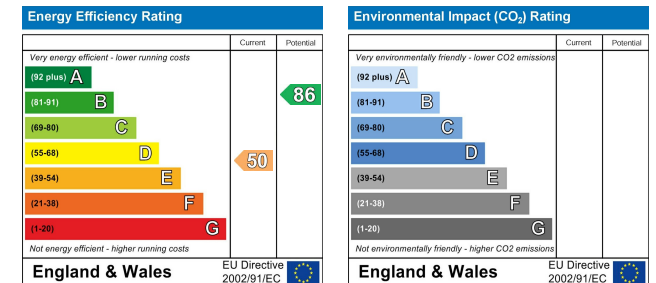 Energy Efficiency Rating
Current Potential
Very energy efficient - lower running costs
(92 plus) A
(81-91) B
(69-80) C
(55-68) D
(39-54) E
(21-38) F
(1-20) G
50
86
Not energy efficient - higher running costs
England & Wales
EU Directive
2002/91/EC
Environmental Impact (CO₂) Rating
Current Potential
Very environmentally friendly - lower CO2 emissions
(92 plus) A
(81-91) B
(69-80) C
(55-68) D
(39-54) E
(21-38) F
(1-20) G
Not environmentally friendly - higher CO2 emissions
England & Wales
EU Directive
2002/91/EC